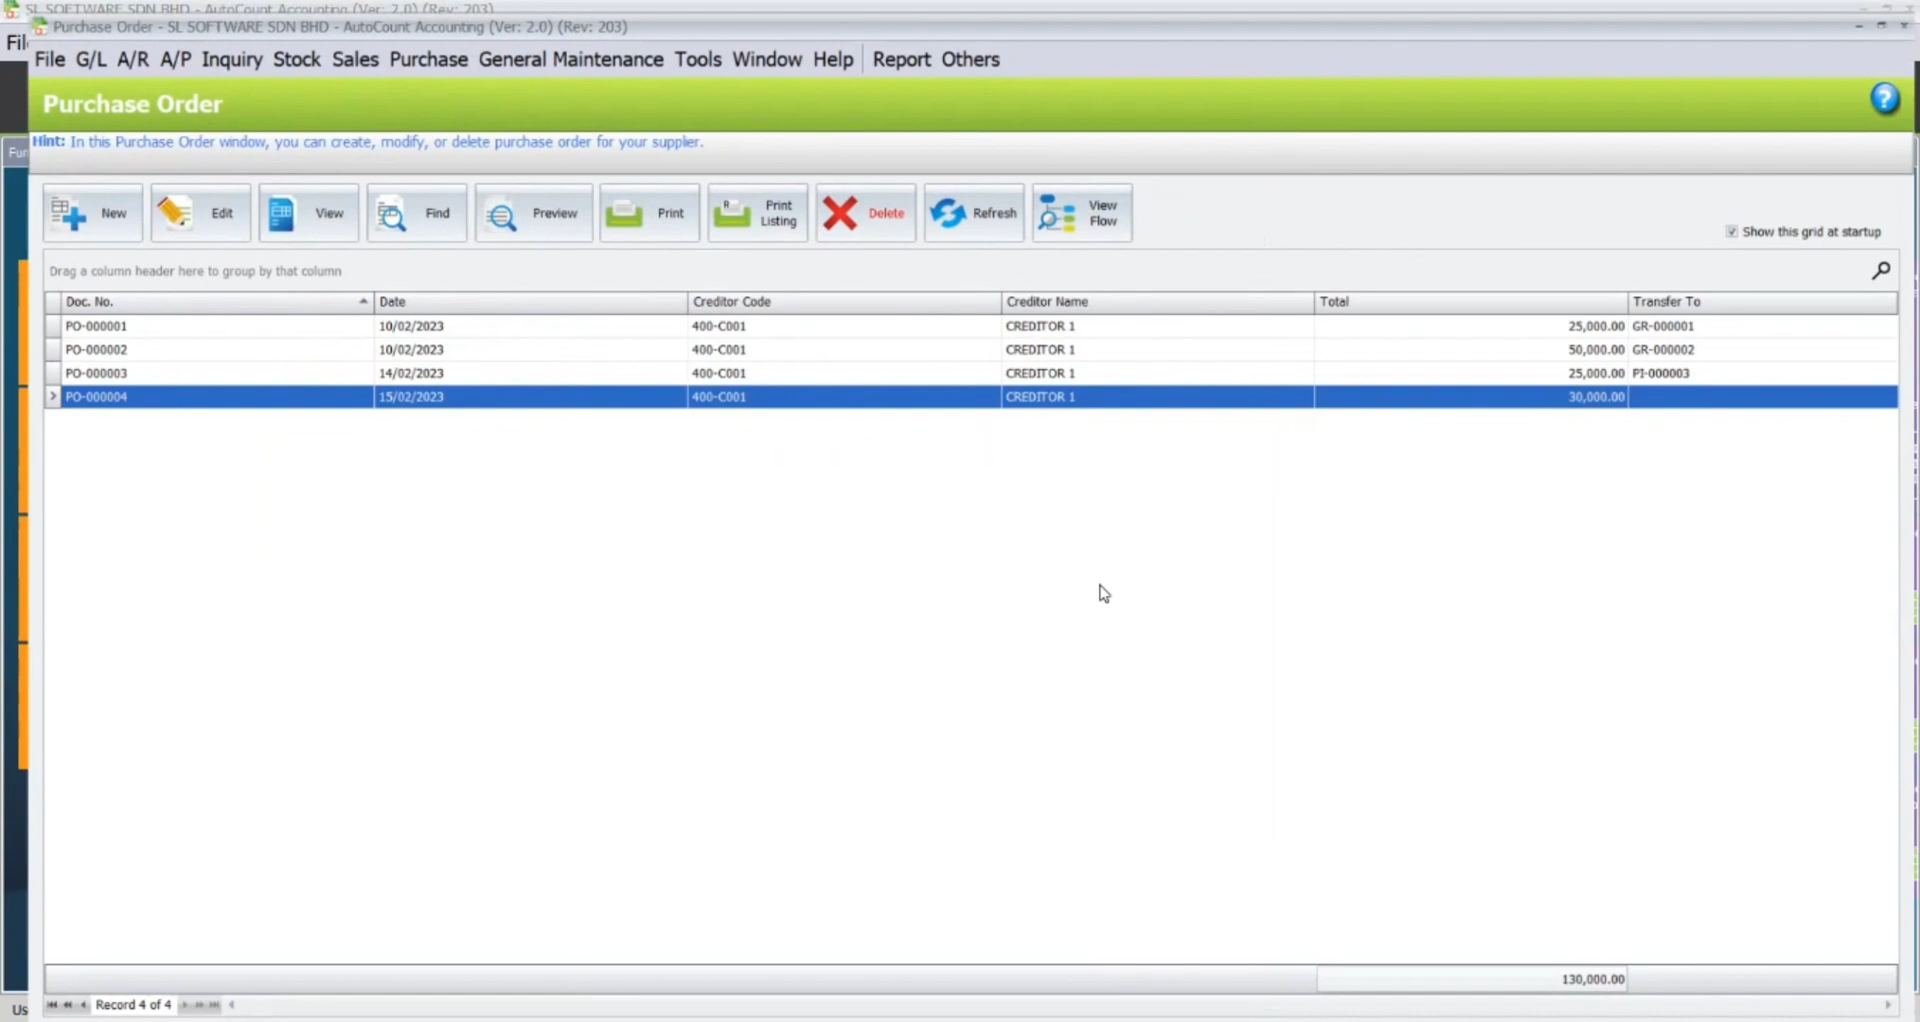 SL SOFTWARE SDN BHD - AutoCount Accounting (Ver: 2.0) (Rev: 203)
Purchase Order - SL SOFTWARE SDN BHD - AutoCount Accounting (Ver: 2.0) (Rev: 203)
File G/L A/R A/P Inquiry Stock Sales Purchase General Maintenance Tools Window Help Report Others
Purchase Order
Hint: In this Purchase Order window, you can create, modify, or delete purchase order for your supplier.
New Edit View Find Preview Print Print Listing Delete Refresh View Flow
Show this grid at startup
Drag a column header here to group by that column
Doc. No. Date Creditor Code Creditor Name Total Transfer To
PO-000001 10/02/2023 400-C001 CREDITOR 1 25,000.00 GR-000001
PO-000002 10/02/2023 400-C001 CREDITOR 1 50,000.00 GR-000002
PO-000003 14/02/2023 400-C001 CREDITOR 1 25,000.00 PI-000003
PO-000004 15/02/2023 400-C001 CREDITOR 1 30,000.00
130,000.00
Record 4 of 4